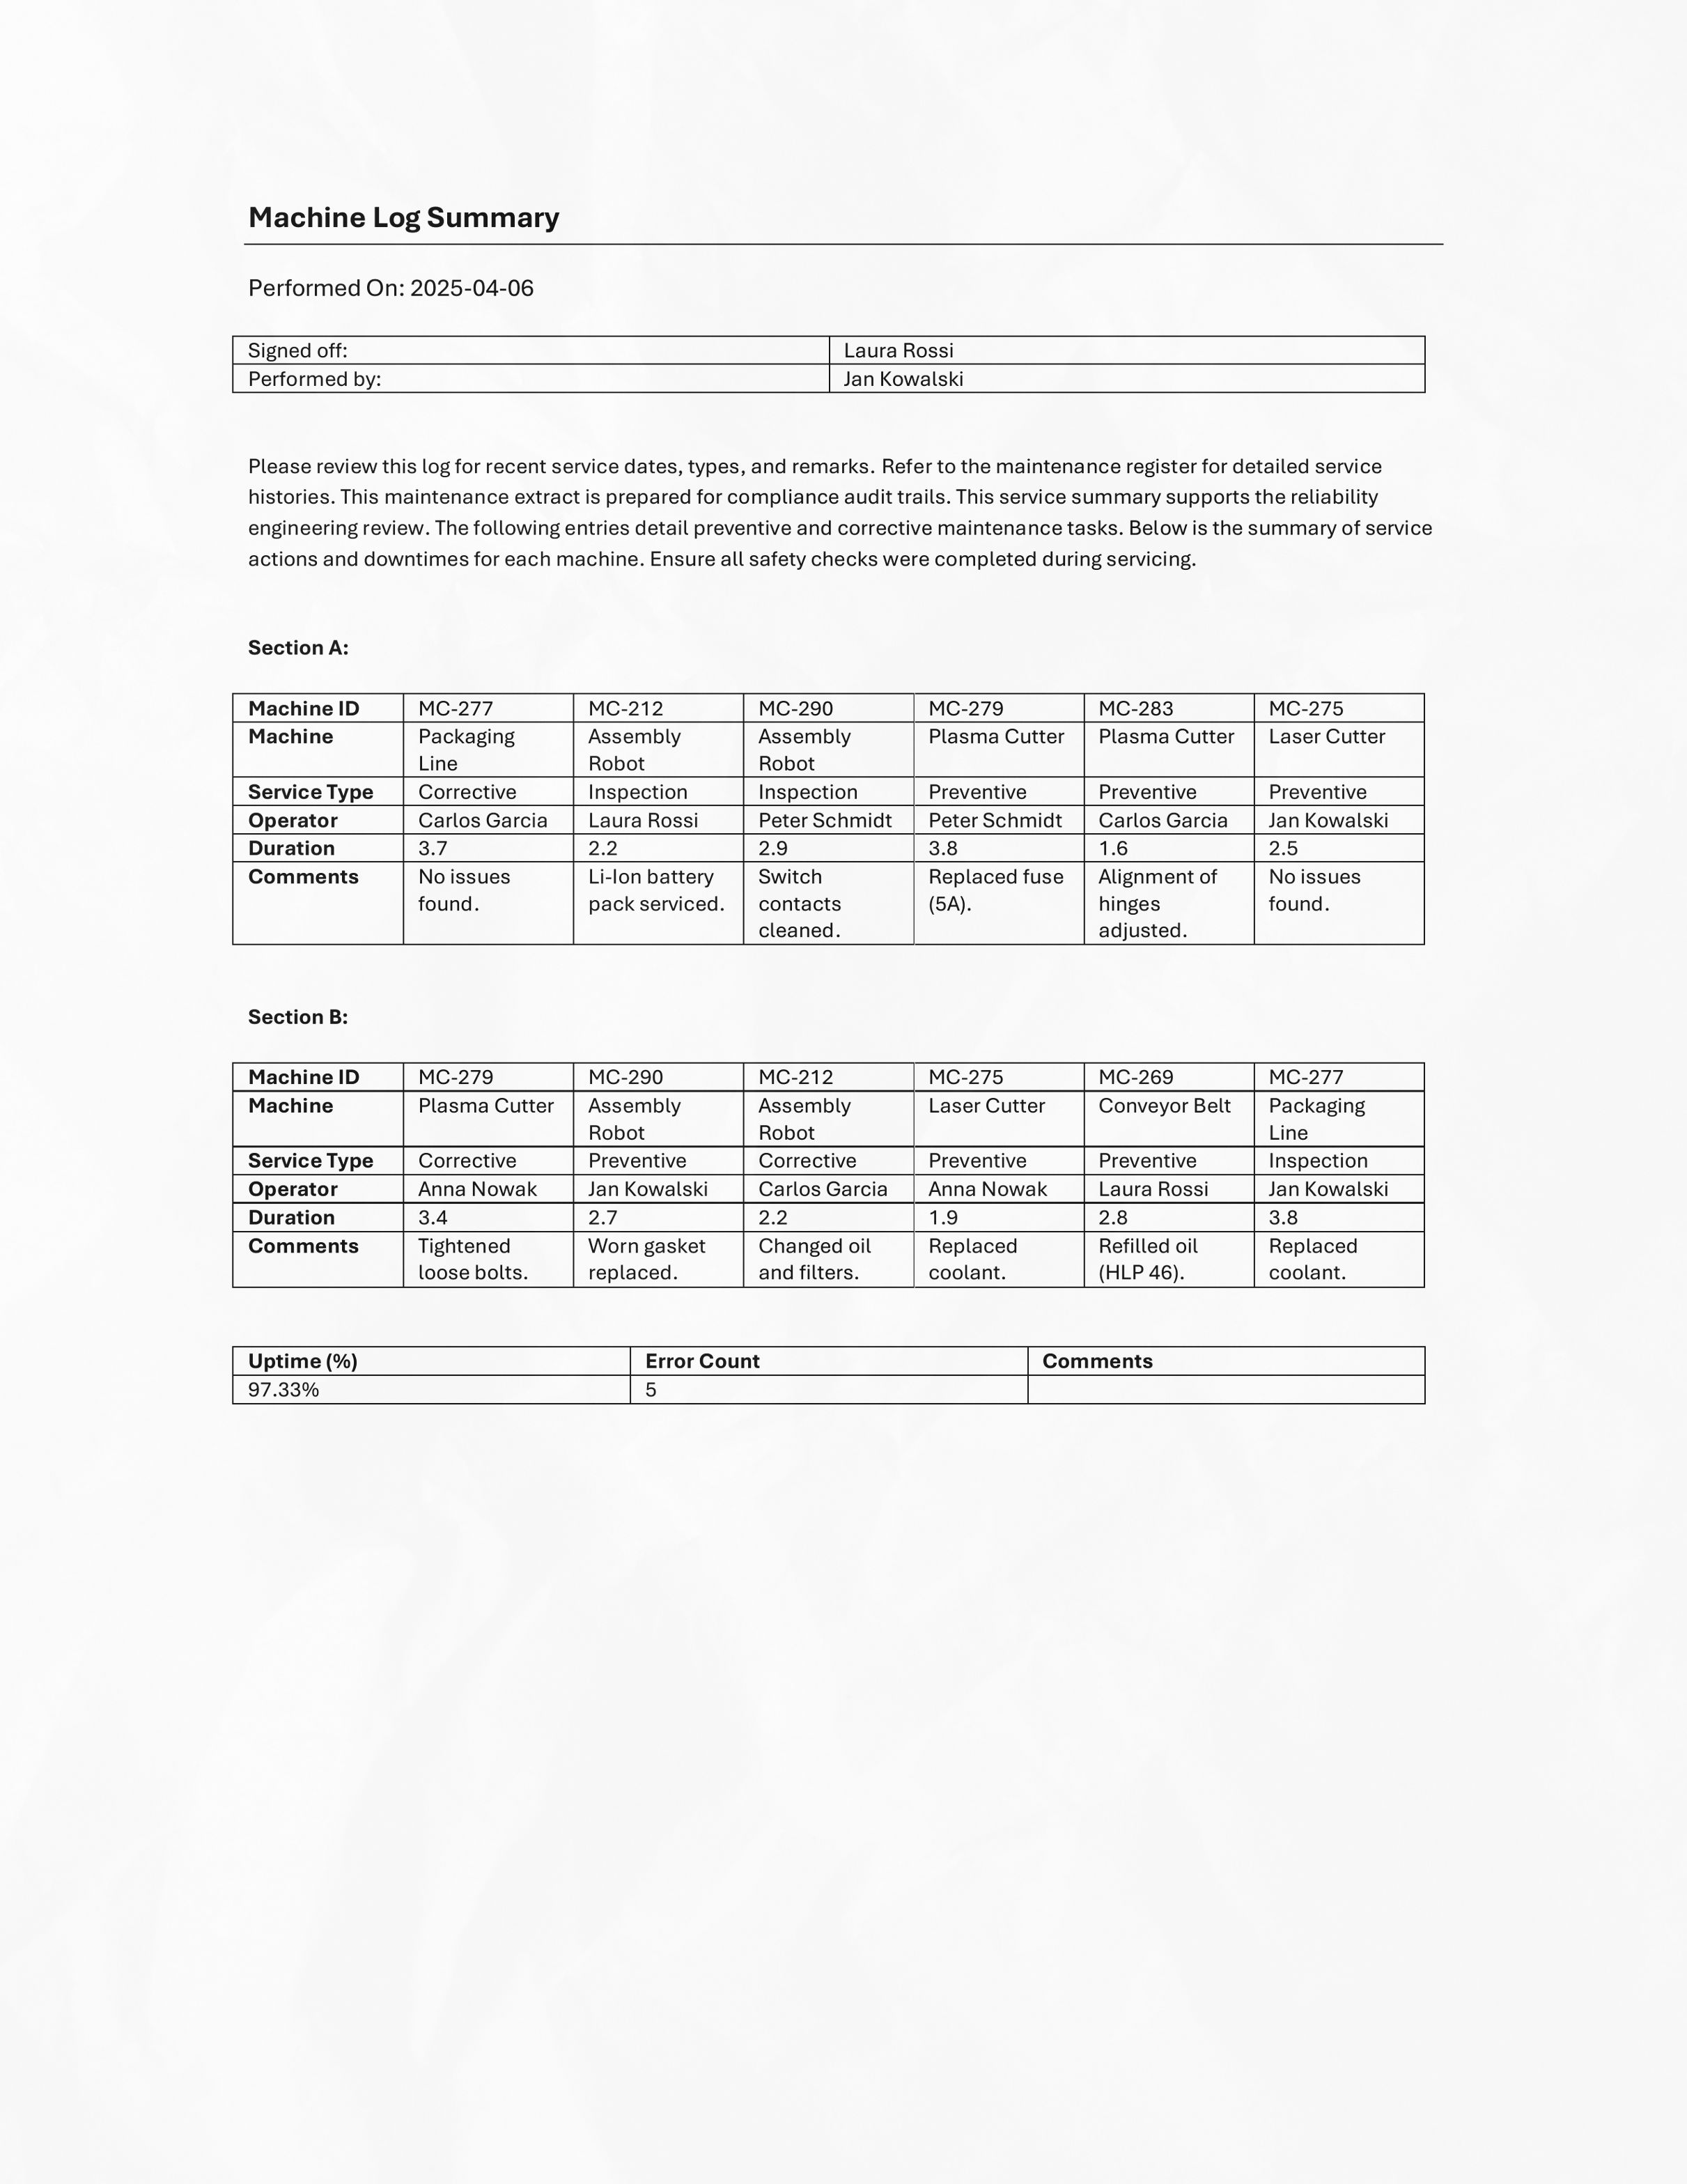 Machine Log Summary
Performed On: 2025-04-06
Signed off: Laura Rossi
Performed by: Jan Kowalski
Please review this log for recent service dates, types, and remarks. Refer to the maintenance register for detailed service
histories. This maintenance extract is prepared for compliance audit trails. This service summary supports the reliability
engineering review. The following entries detail preventive and corrective maintenance tasks. Below is the summary of service
actions and downtimes for each machine. Ensure all safety checks were completed during servicing.
Section A:
Machine ID MC-277 MC-212 MC-290 MC-279 MC-283 MC-275
Machine Packaging Assembly Assembly Plasma Cutter Plasma Cutter Laser Cutter
Line Robot Robot
Service Type Corrective Inspection Inspection Preventive Preventive Preventive
Operator Carlos Garcia Laura Rossi Peter Schmidt Peter Schmidt Carlos Garcia Jan Kowalski
Duration 3.7 2.2 2.9 3.8 1.6 2.5
Comments No issues Li-Ion battery Switch Replaced fuse Alignment of No issues
found. pack serviced. contacts (5A). hinges found.
cleaned. adjusted.
Section B:
Machine ID MC-279 MC-290 MC-212 MC-275 MC-269 MC-277
Machine Plasma Cutter Assembly Assembly Laser Cutter Conveyor Belt Packaging
Robot Robot Line
Service Type Corrective Preventive Corrective Preventive Preventive Inspection
Operator Anna Nowak Jan Kowalski Carlos Garcia Anna Nowak Laura Rossi Jan Kowalski
Duration 3.4 2.7 2.2 1.9 2.8 3.8
Comments Tightened Worn gasket Changed oil Replaced Refilled oil Replaced
loose bolts. replaced. and filters. coolant. (HLP 46). coolant.
Uptime (%) Error Count Comments
97.33% 5